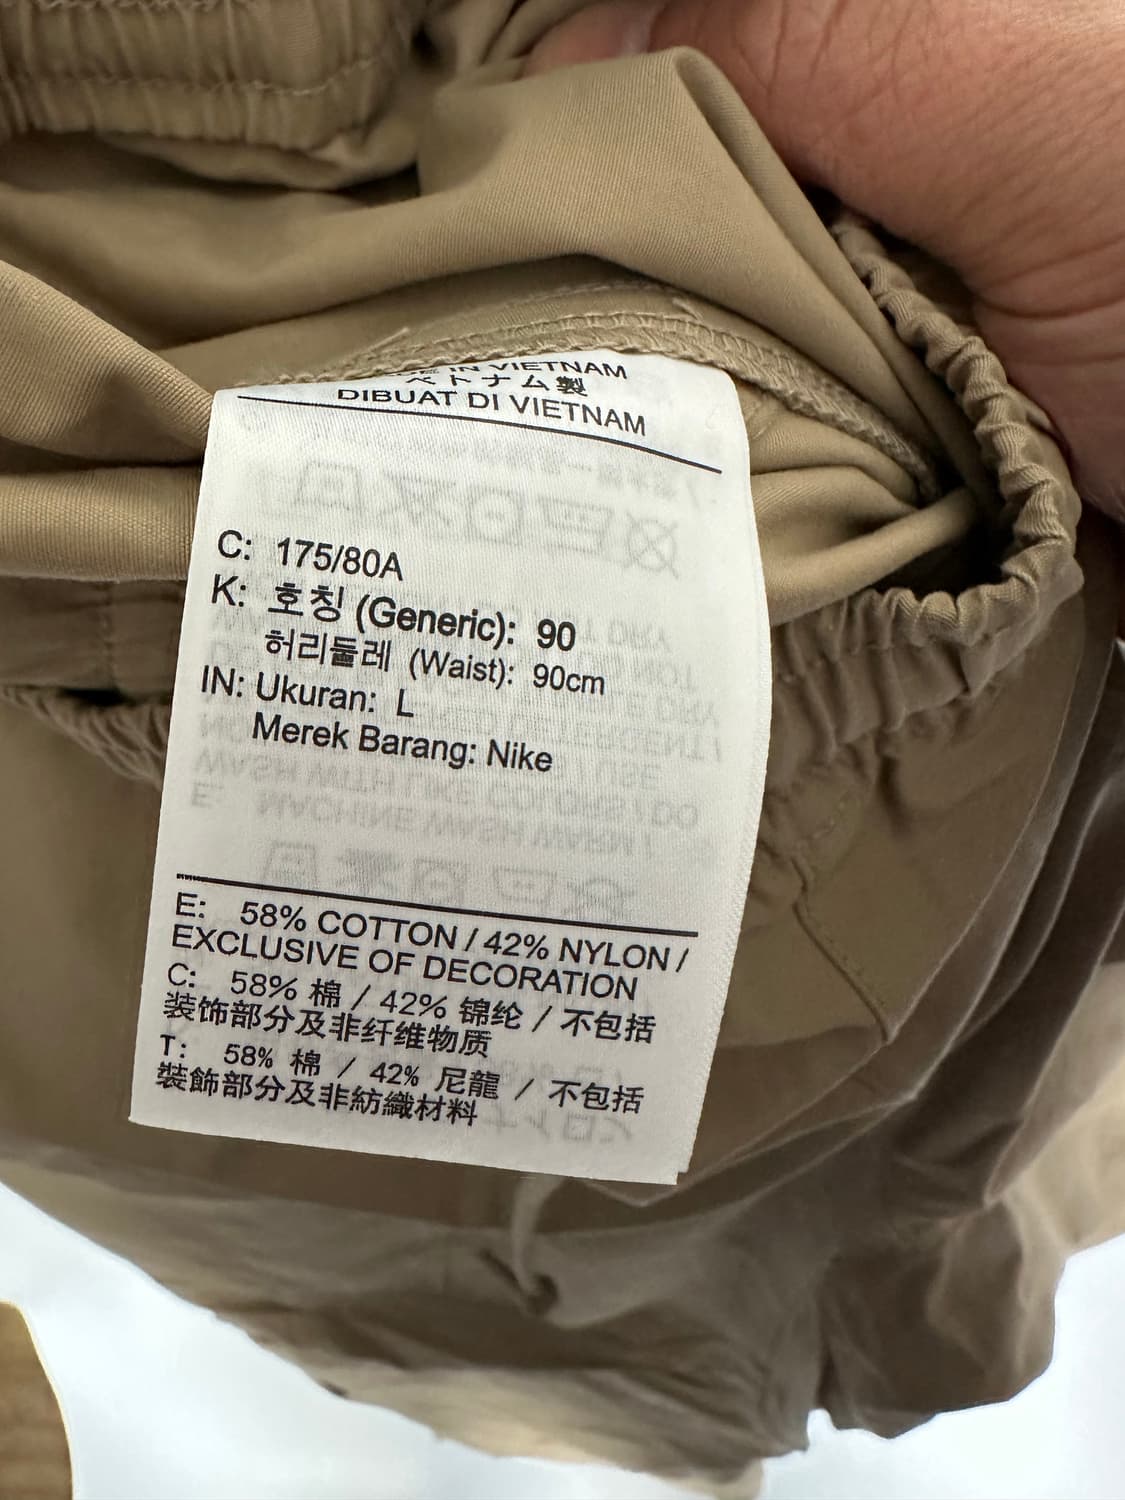 IN VIETNAM
ベトナム製
DIBUAT DI VIETNAM
C: 175/80A
K: 호칭 (Generic): 90
허리둘레 (Waist): 90cm
IN: Ukuran: L
Merek Barang: Nike
E: 58% COTTON / 42% NYLON /
EXCLUSIVE OF DECORATION
C: 58% 棉 / 42% 锦纶 / 不包括
装饰部分及非纤维物质
T: 58% 棉 / 42% 尼龍 / 不包括
裝飾部分及非紡織材料